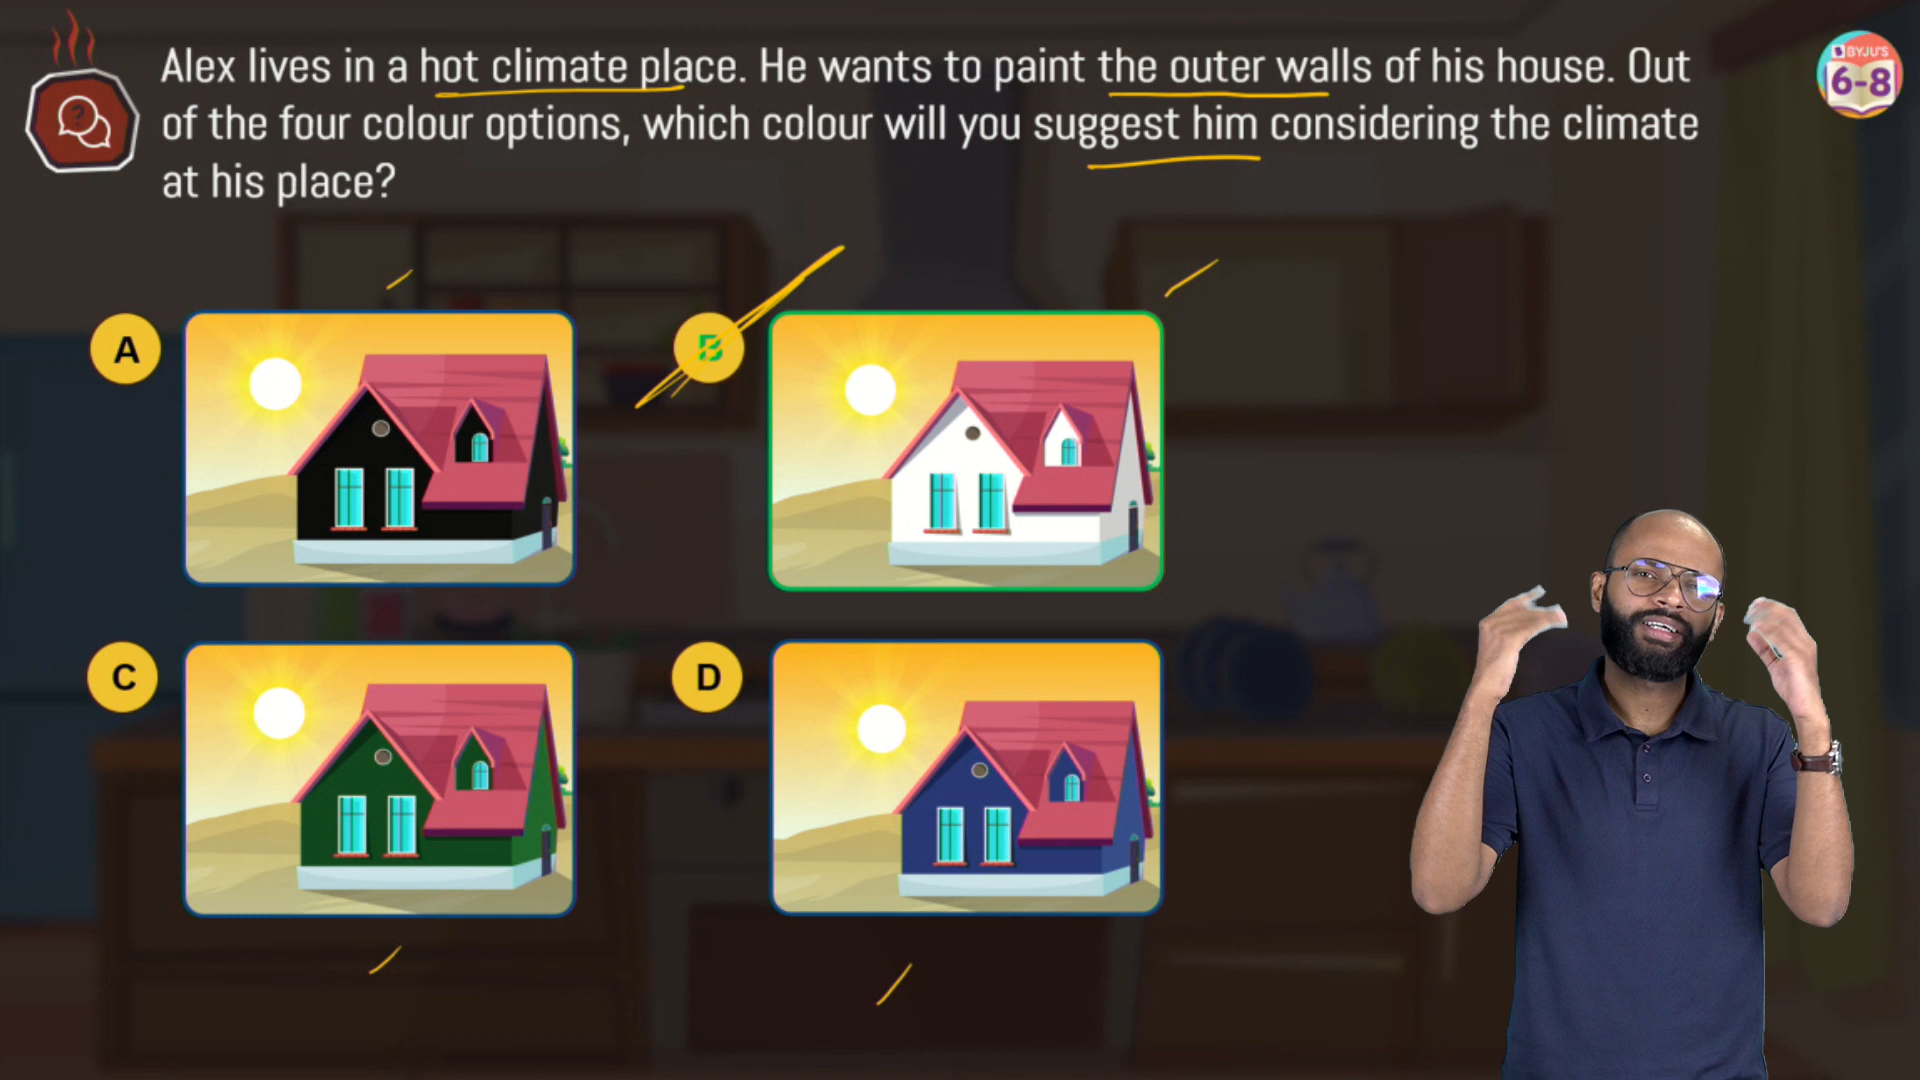 Alex lives in a hot climate place. He wants to paint the outer walls of his house. Out
of the four colour options, which colour will you suggest him considering the climate
at his place?
BYJU'S
6-8
A
B
C
D